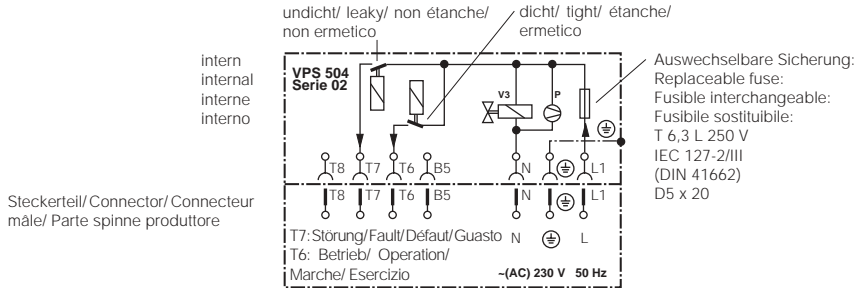 undicht/ leaky/ non étanche/
non ermetico
dicht/ tight/ étanche/
ermetico
intern
internal
interne
interno
VPS 504
Serie 02
V3
P
Auswechselbare Sicherung:
Replaceable fuse:
Fusible interchangeable:
Fusibile sostituibile:
T 6,3 L 250 V
IEC 127-2/III
(DIN 41662)
D5 x 20
T8 T7 T6 B5 N L1
T8 T7 T6 B5 N L1
Steckerteil/ Connector/ Connecteur
mâle/ Parte spinne produttore
T7: Störung/ Fault/ Défaut/ Guasto N L
T6: Betrieb/ Operation/
Marche/ Esercizio
~(AC) 230 V 50 Hz